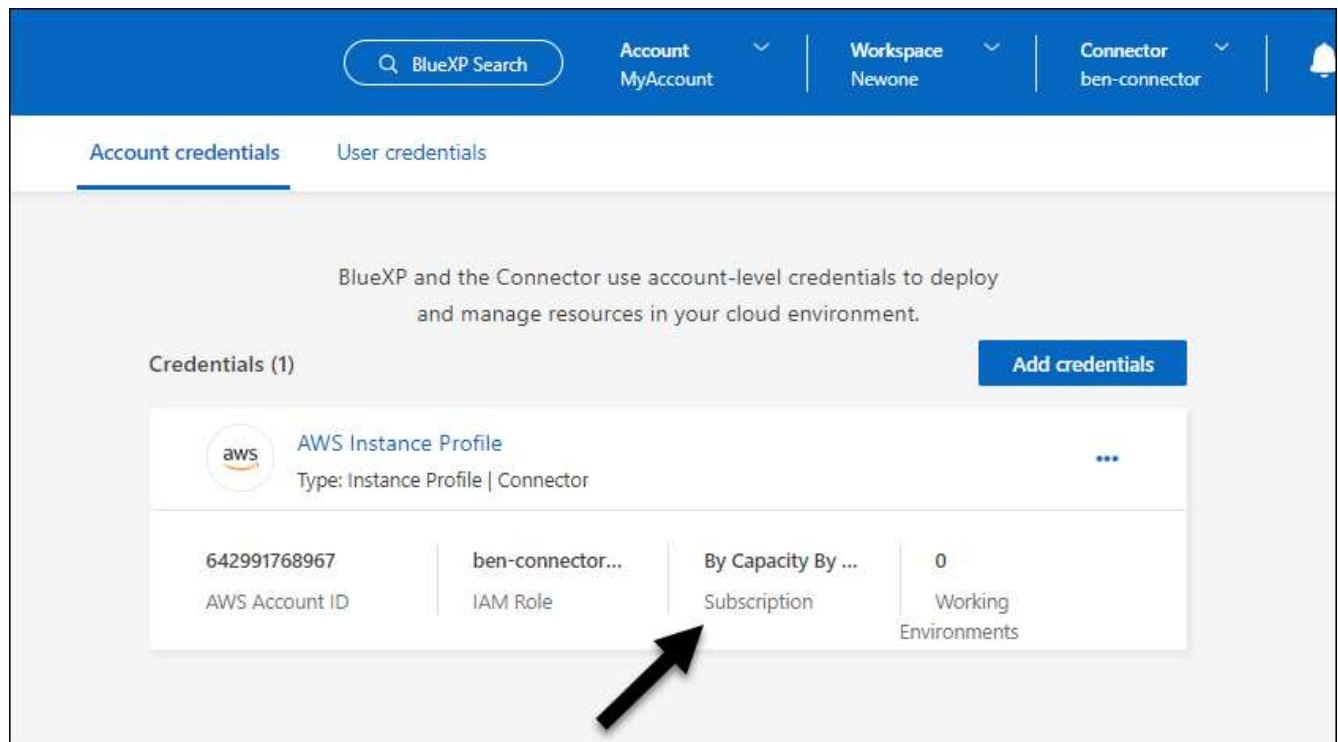 BlueXP Search
Account
MyAccount
Workspace
Newone
Connector
ben-connector
Account credentials
User credentials
BlueXP and the Connector use account-level credentials to deploy
and manage resources in your cloud environment.
Credentials (1)
Add credentials
aws
AWS Instance Profile
Type: Instance Profile | Connector
642991768967
AWS Account ID
ben-connector...
IAM Role
By Capacity By ...
Subscription
0
Working
Environments